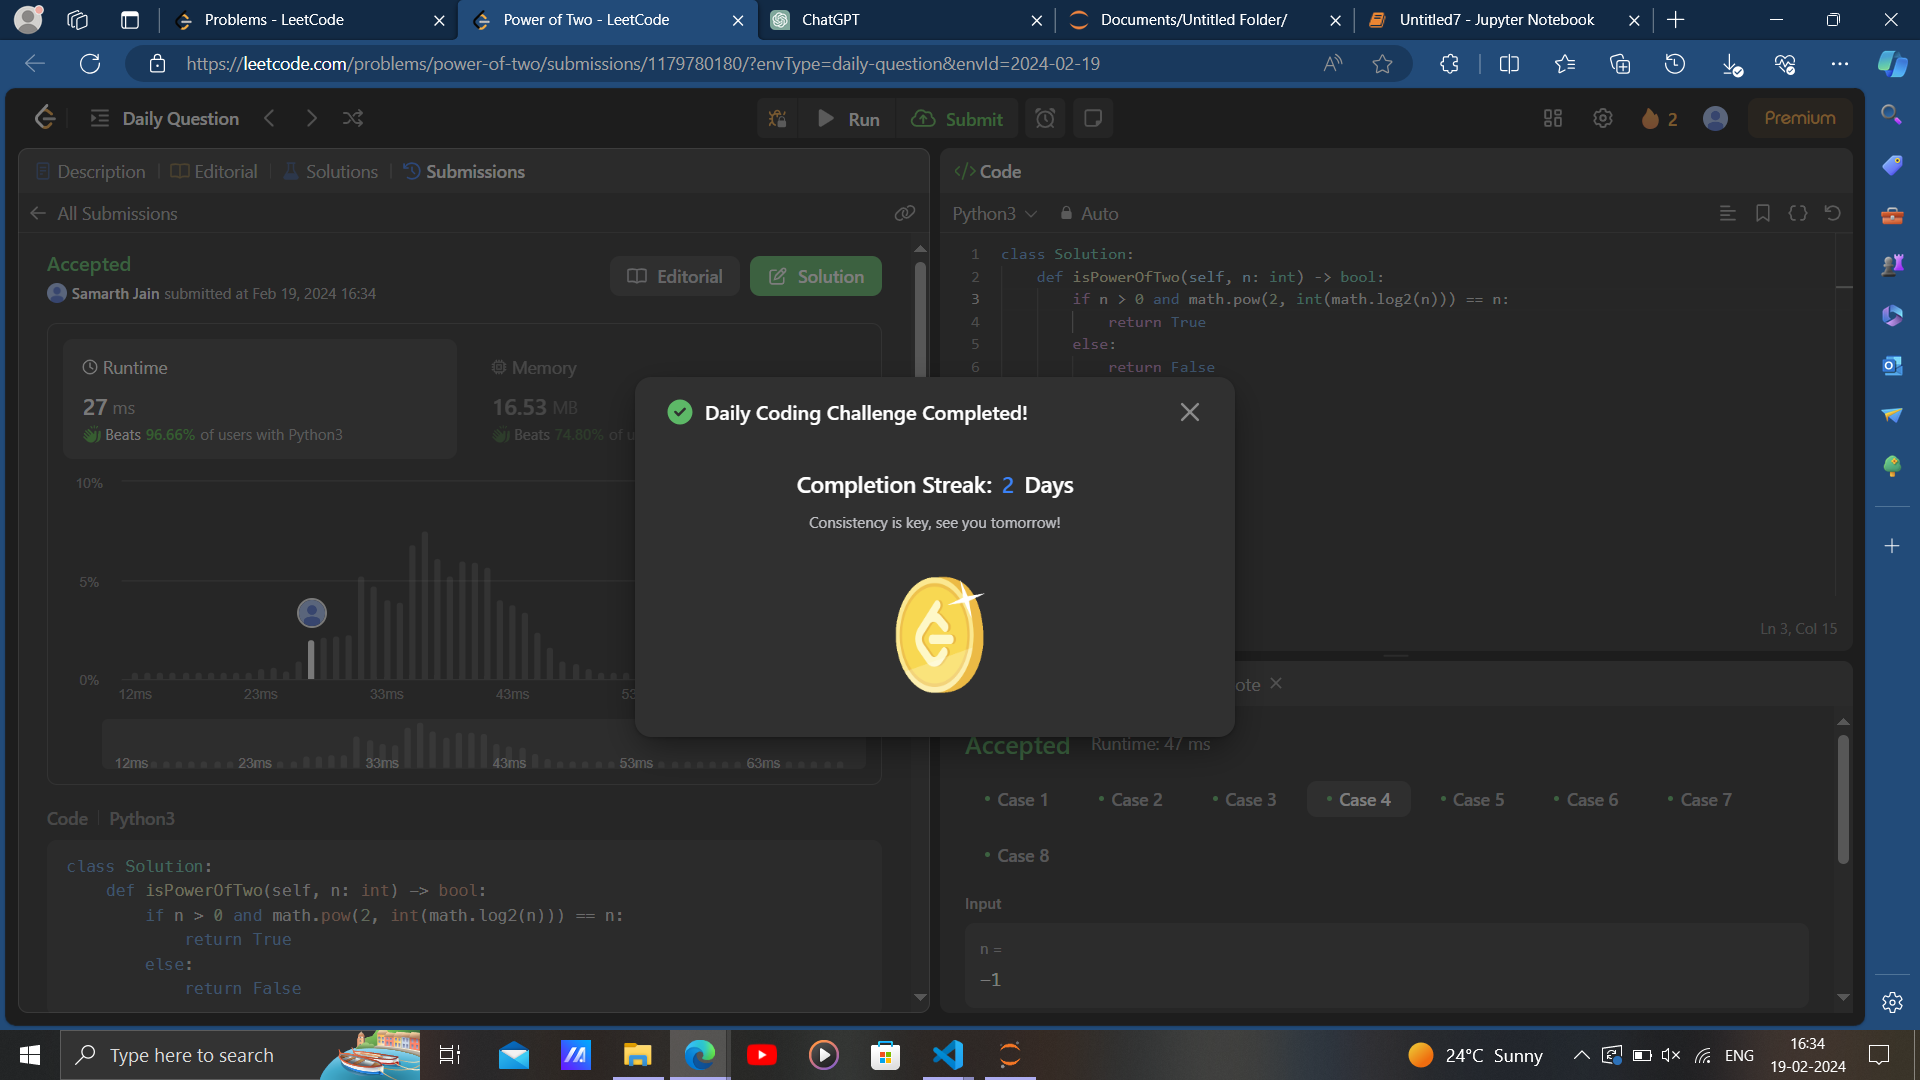 Problems - LeetCode
Power of Two - LeetCode
ChatGPT
Documents/Untitled Folder/
Untitled7 - Jupyter Notebook
https://leetcode.com/problems/power-of-two/submissions/1179780180/?envType=daily-question&envId=2024-02-19
Daily Question
Run
Submit
2
Premium
Description
Editorial
Solutions
Submissions
All Submissions
Accepted
Samarth Jain submitted at Feb 19, 2024 16:34
Editorial
Solution
Runtime
27 ms
Beats 96.66% of users with Python3
Memory
16.53 MB
Beats 74.80% of u
10%
5%
0%
12ms 23ms 33ms 43ms 53
12ms 23ms 33ms 43ms 53ms 63ms
Code
Python3
class Solution:
    def isPowerOfTwo(self, n: int) -> bool:
        if n > 0 and math.pow(2, int(math.log2(n))) == n:
            return True
        else:
            return False
Code
Python3
Auto
1 class Solution:
2     def isPowerOfTwo(self, n: int) -> bool:
3         if n > 0 and math.pow(2, int(math.log2(n))) == n:
4             return True
5         else:
6             return False
Ln 3, Col 15
Daily Coding Challenge Completed!
Completion Streak: 2 Days
Consistency is key, see you tomorrow!
ote
Accepted Runtime: 47 ms
Case 1
Case 2
Case 3
Case 4
Case 5
Case 6
Case 7
Case 8
Input
n =
-1
Type here to search
24°C Sunny
ENG
16:34
19-02-2024